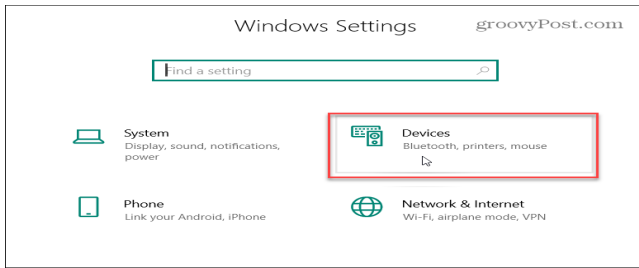 Windows Settings
groovyPost.com
Find a setting
System
Display, sound, notifications,
power
Devices
Bluetooth, printers, mouse
Phone
Link your Android, iPhone
Network & Internet
Wi-Fi, airplane mode, VPN